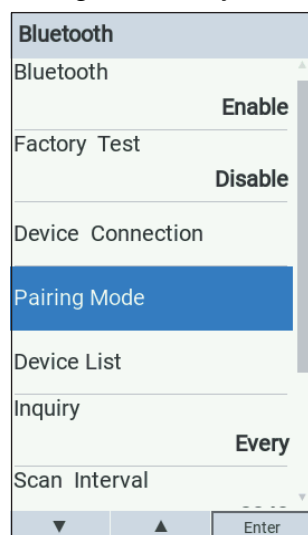 Bluetooth
Bluetooth
Enable
Factory Test
Disable
Device Connection
Pairing Mode
Device List
Inquiry
Every
Scan Interval
▼ ▲ Enter